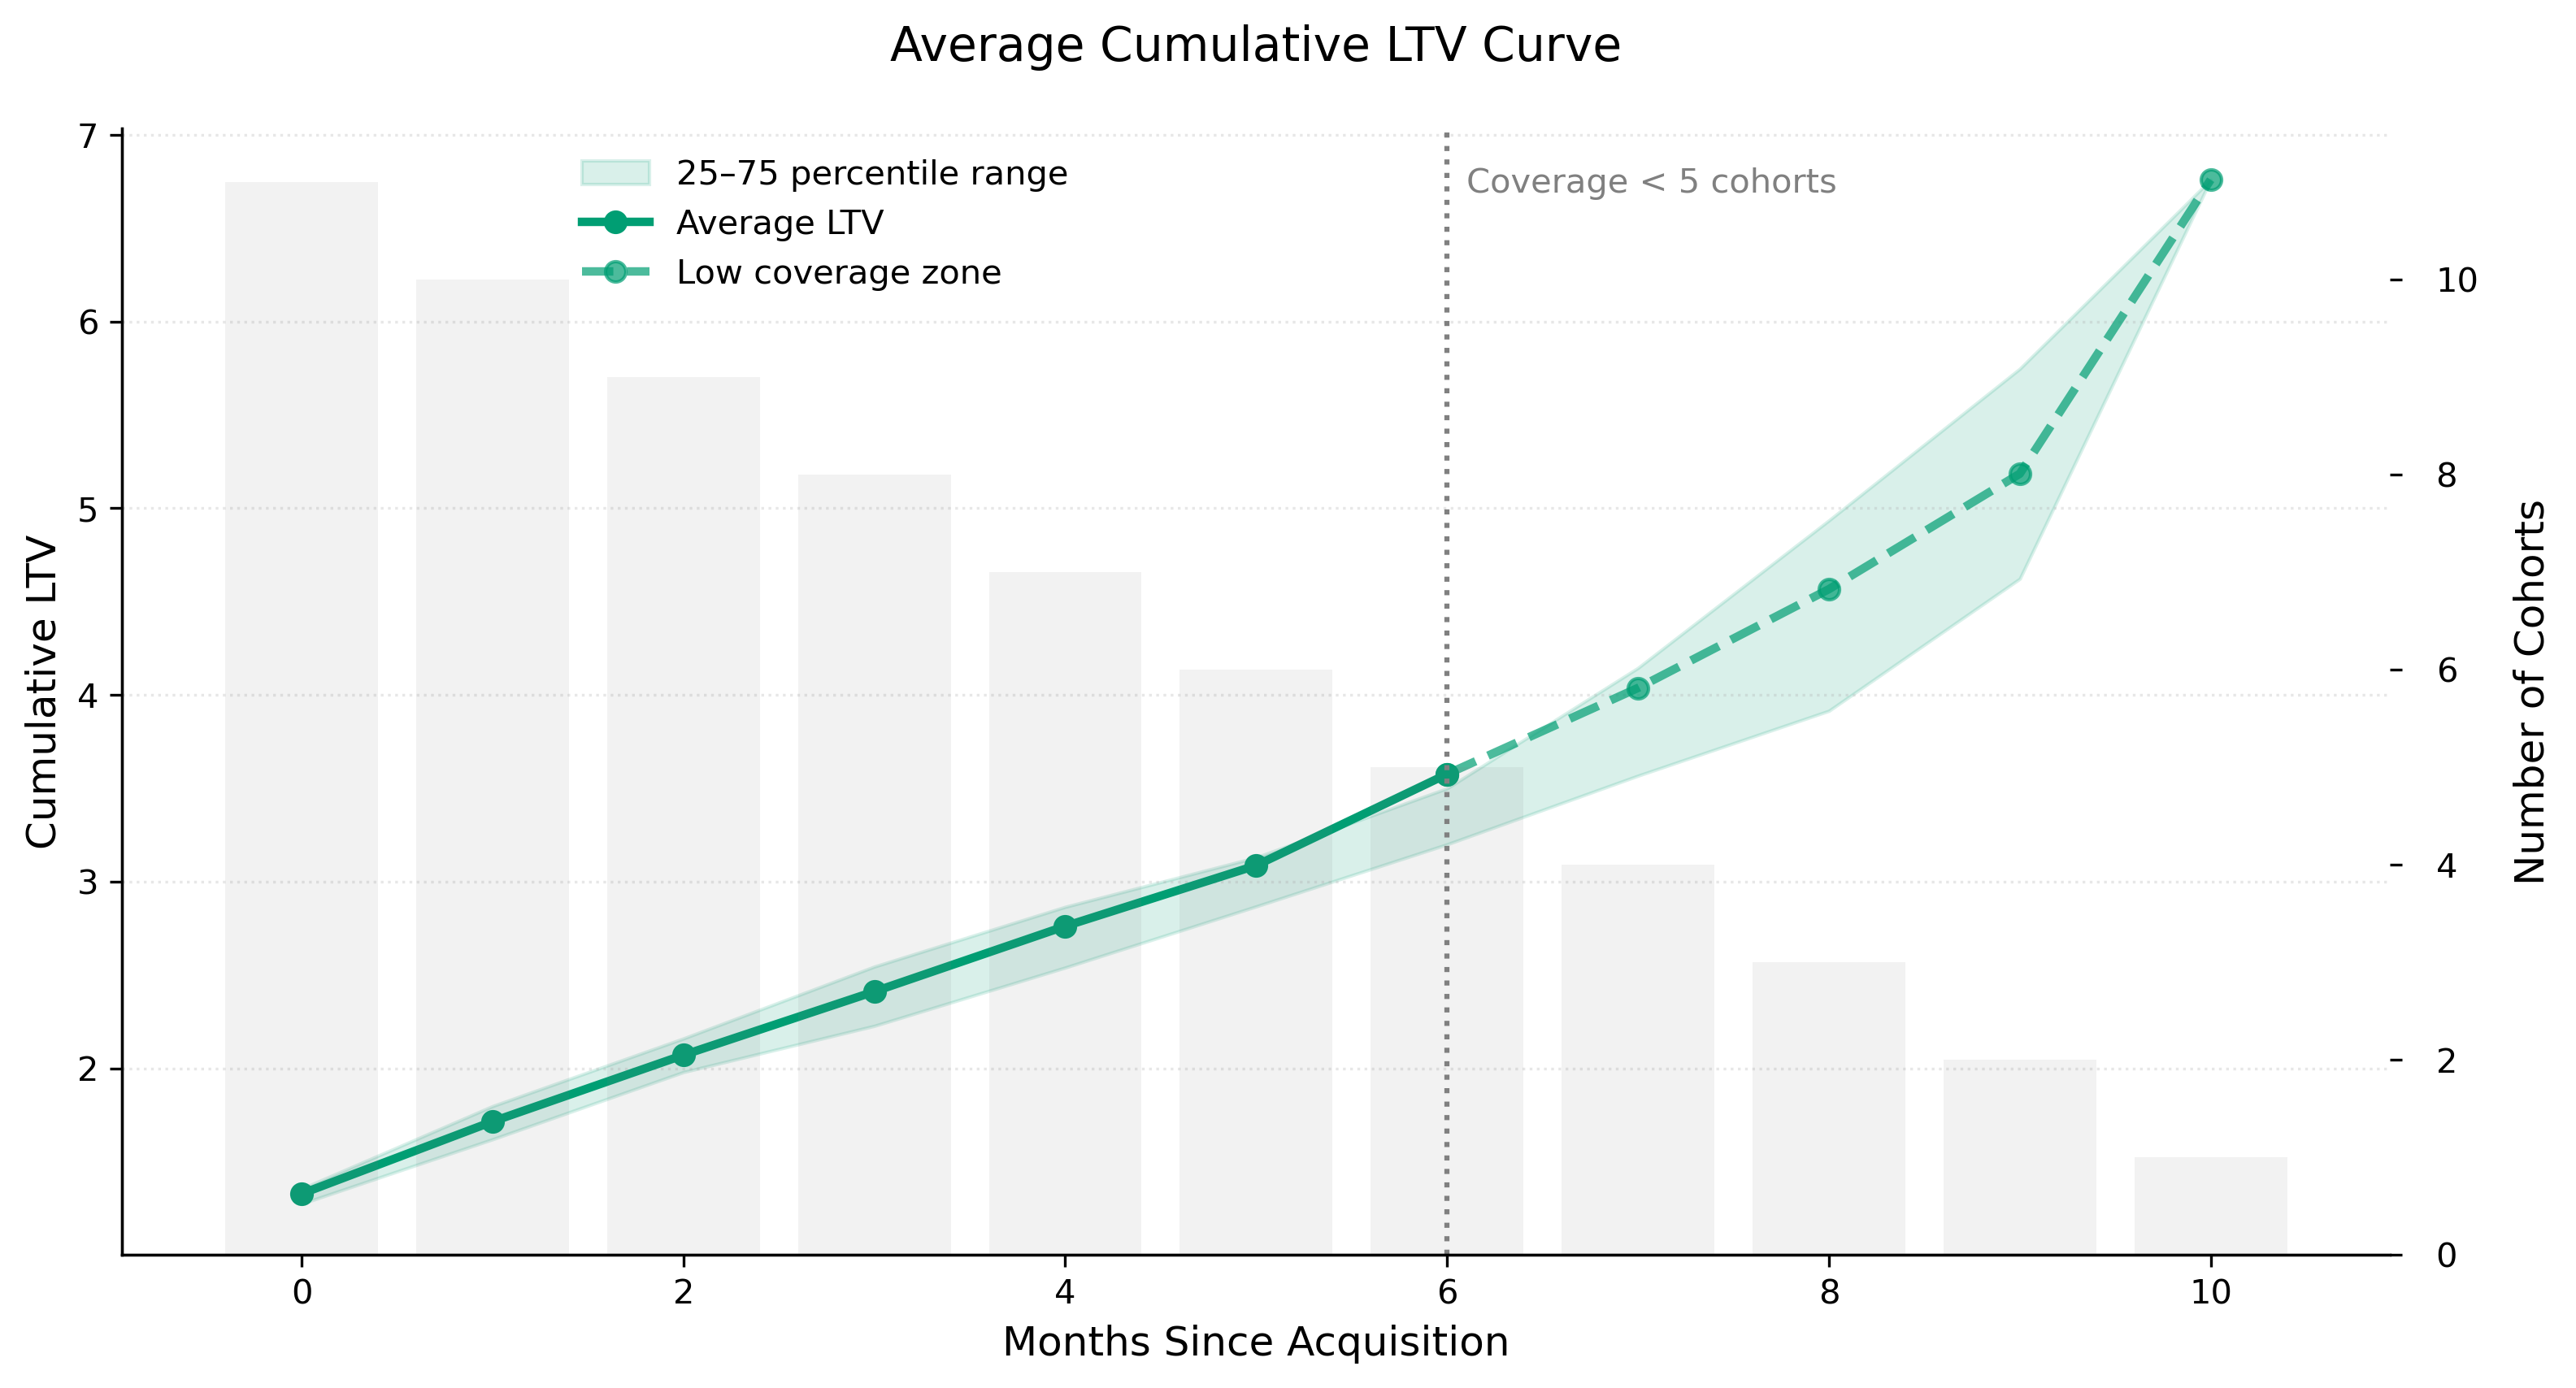 Average Cumulative LTV Curve
25–75 percentile range
Average LTV
Low coverage zone
Coverage < 5 cohorts
Cumulative LTV
7
6
5
4
3
2
Number of Cohorts
10
8
6
4
2
0
0 2 4 6 8 10
Months Since Acquisition